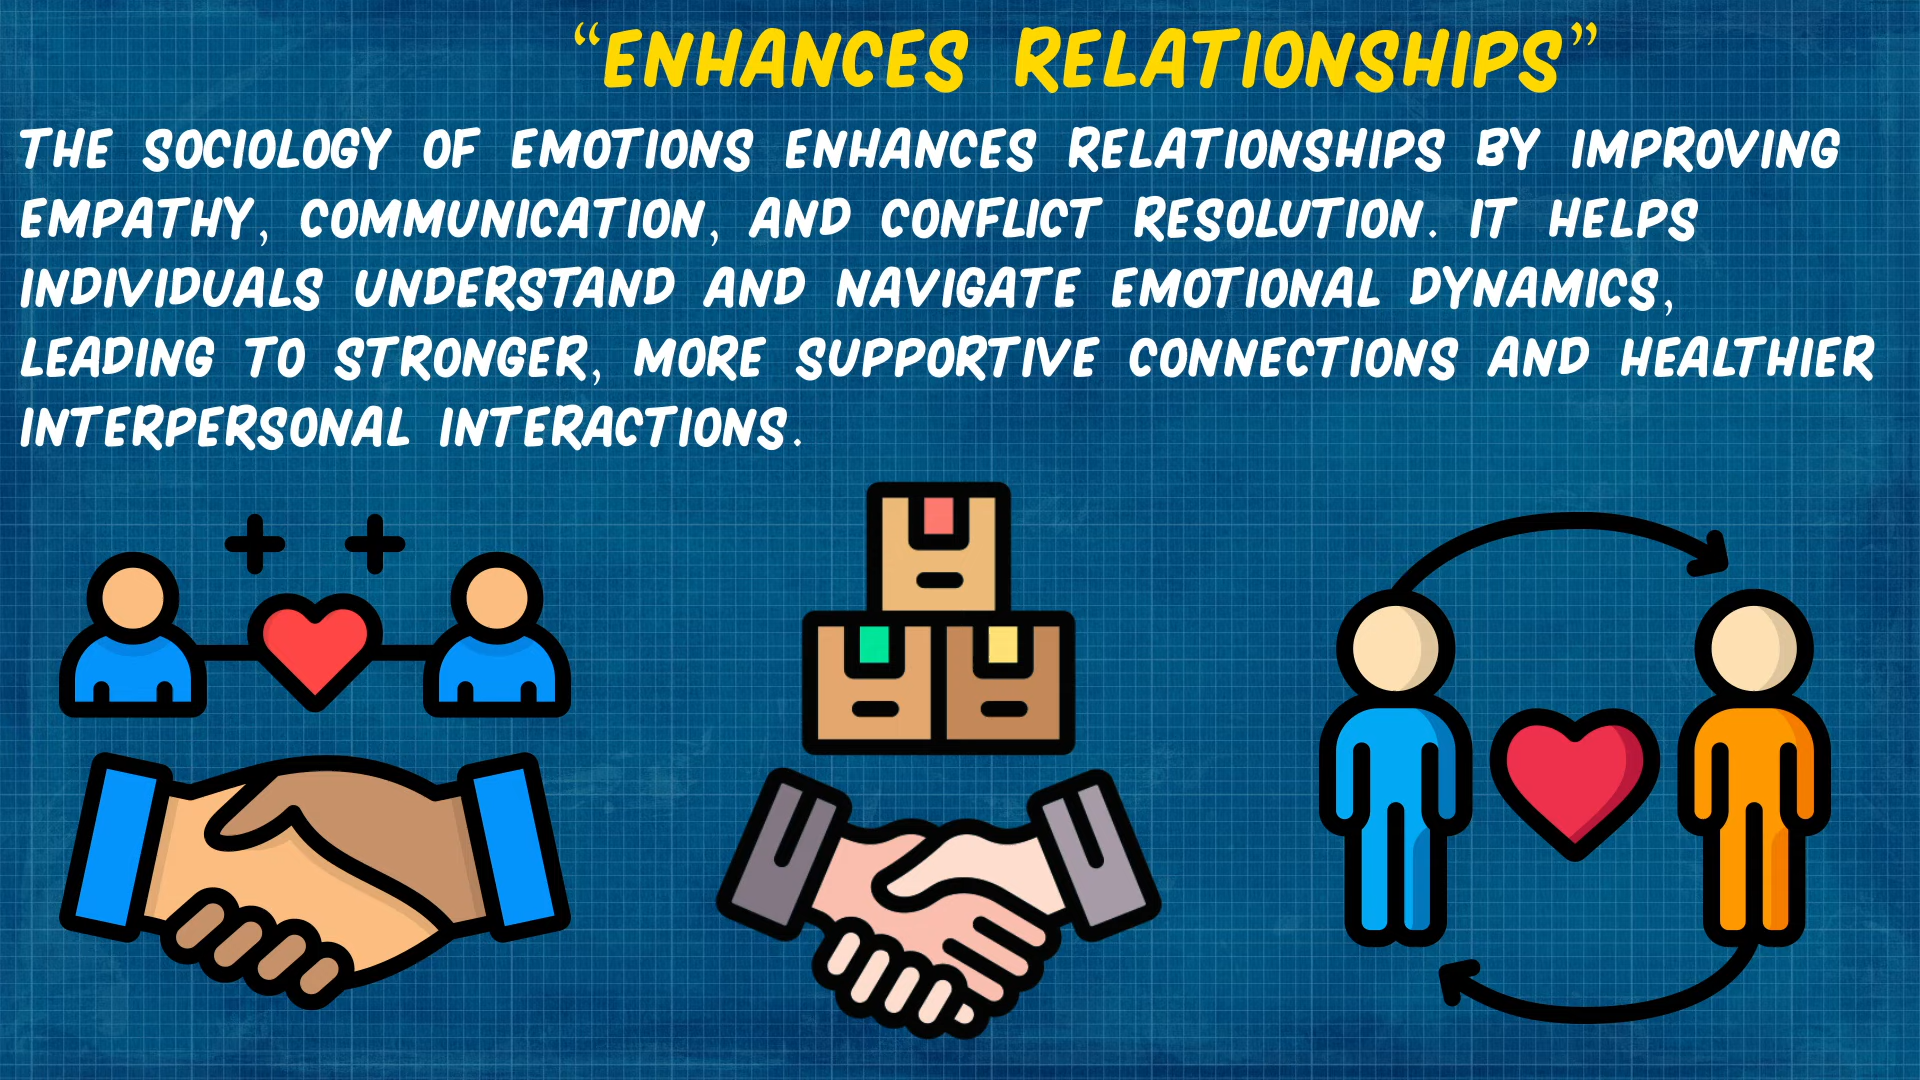 “ENHANCES RELATIONSHIPS”
THE SOCIOLOGY OF EMOTIONS ENHANCES RELATIONSHIPS BY IMPROVING
EMPATHY, COMMUNICATION, AND CONFLICT RESOLUTION. IT HELPS
INDIVIDUALS UNDERSTAND AND NAVIGATE EMOTIONAL DYNAMICS,
LEADING TO STRONGER, MORE SUPPORTIVE CONNECTIONS AND HEALTHIER
INTERPERSONAL INTERACTIONS.